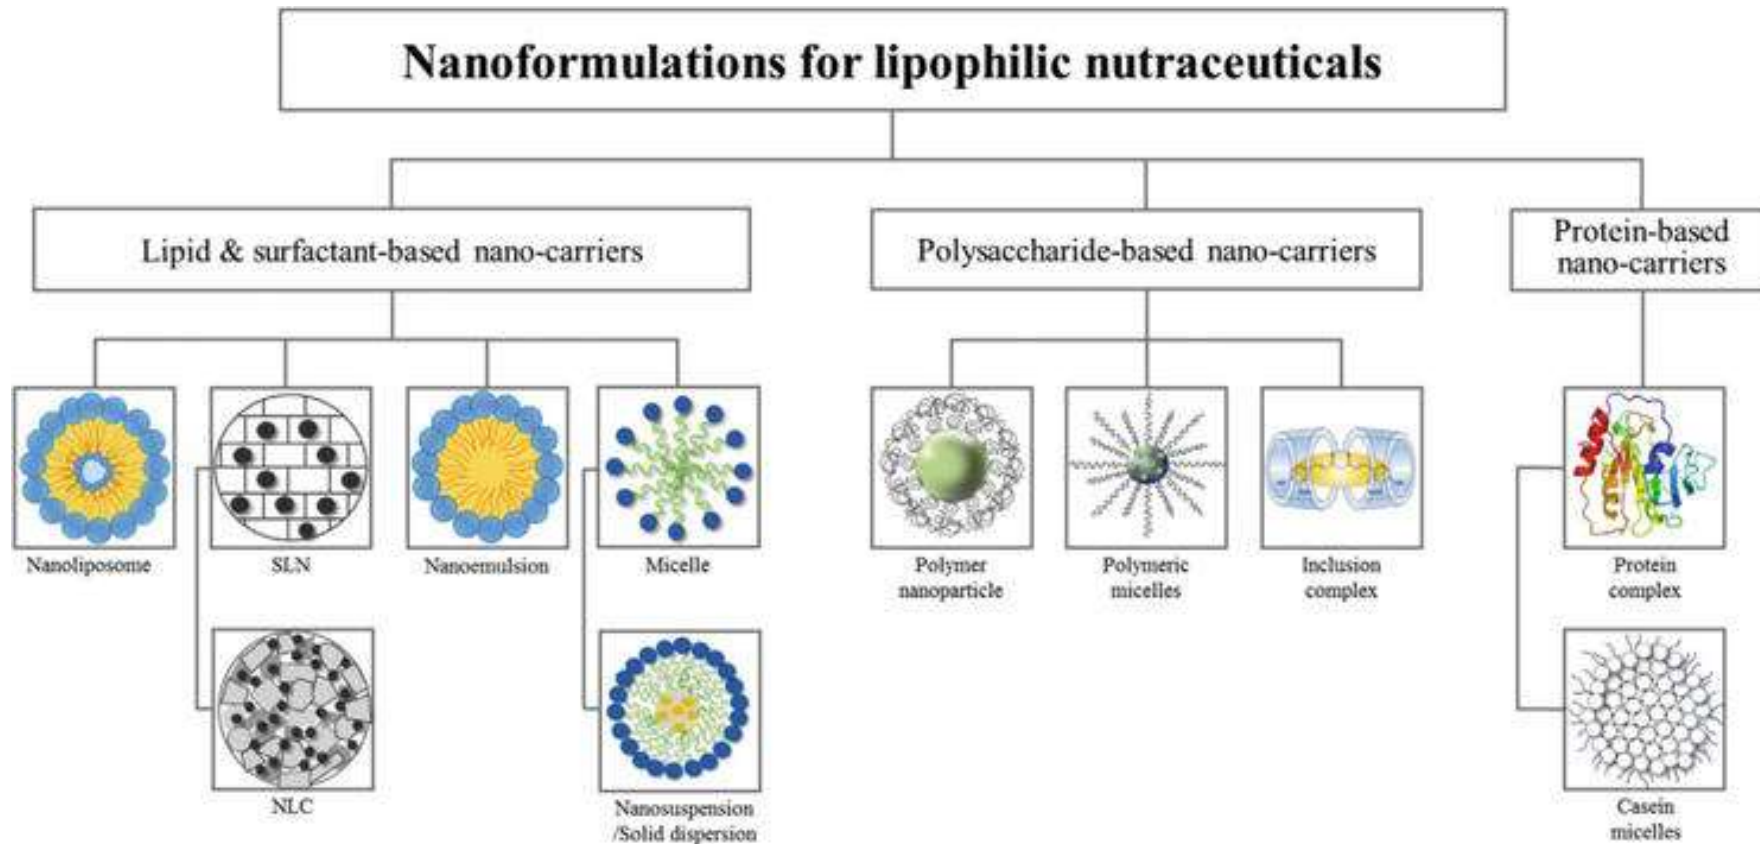 Nanoformulations for lipophilic nutraceuticals
Lipid & surfactant-based nano-carriers
Polysaccharide-based nano-carriers
Protein-based
nano-carriers
Nanoliposome
SLN
Nanoemulsion
Micelle
Polymer
nanoparticle
Polymeric
micelles
Inclusion
complex
Protein
complex
NLC
Nanosuspension
/Solid dispersion
Casein
micelles